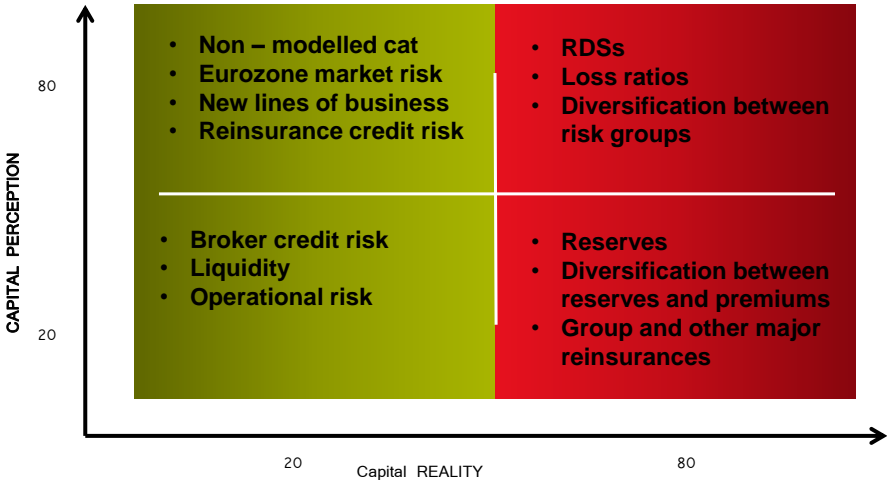 80
• Non – modelled cat
• Eurozone market risk
• New lines of business
• Reinsurance credit risk
• RDSs
• Loss ratios
• Diversification between
risk groups
CAPITAL PERCEPTION
• Broker credit risk
• Liquidity
• Operational risk
• Reserves
• Diversification between
reserves and premiums
• Group and other major
reinsurances
20
20
80
Capital REALITY